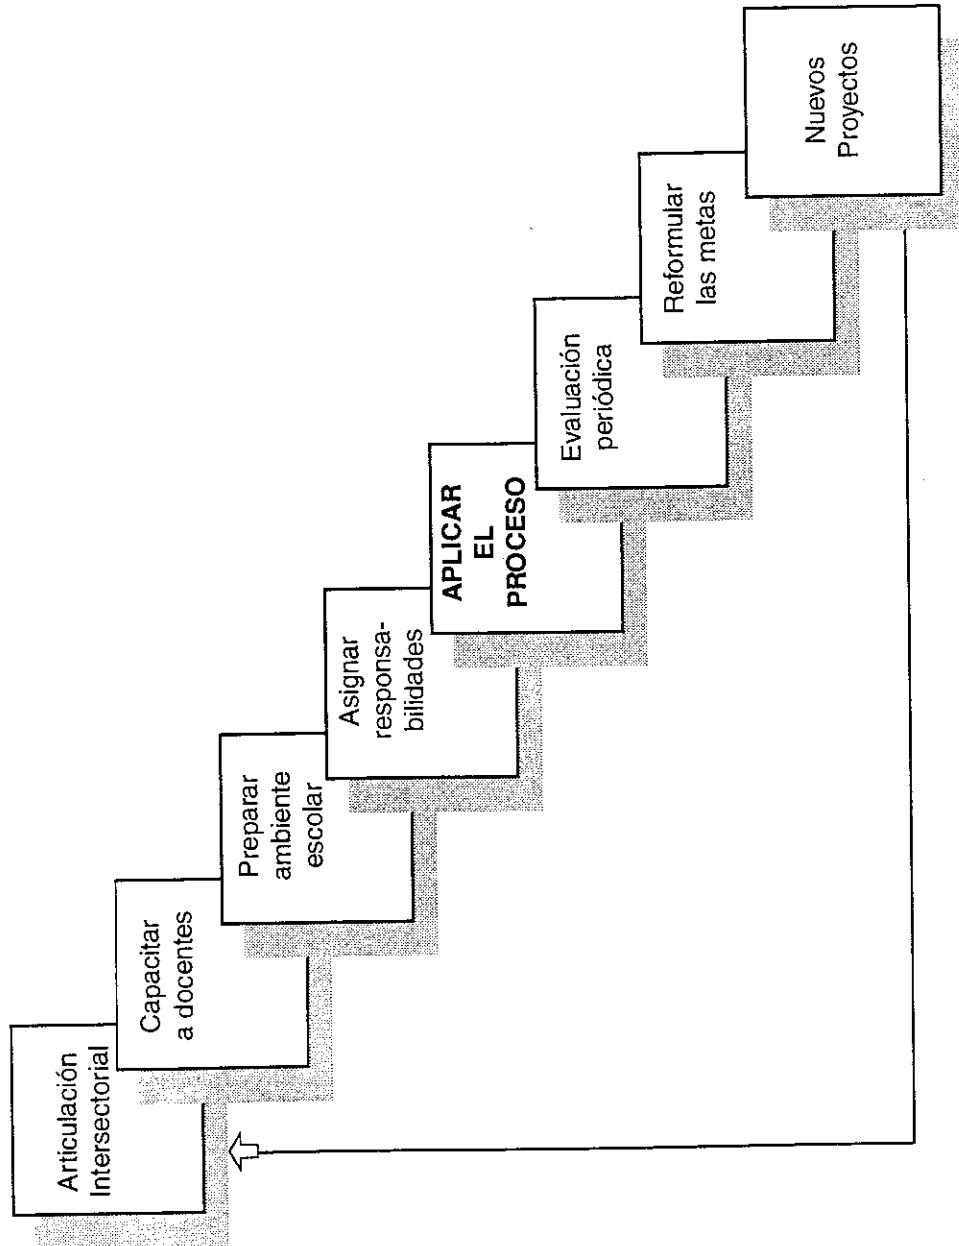 Articulación
Intersectorial
Capacitar
a docentes
Preparar
ambiente
escolar
Asignar
responsa-
bilidades
APLICAR
EL
PROCESO
Evaluación
periódica
Reformular
las metas
Nuevos
Proyectos